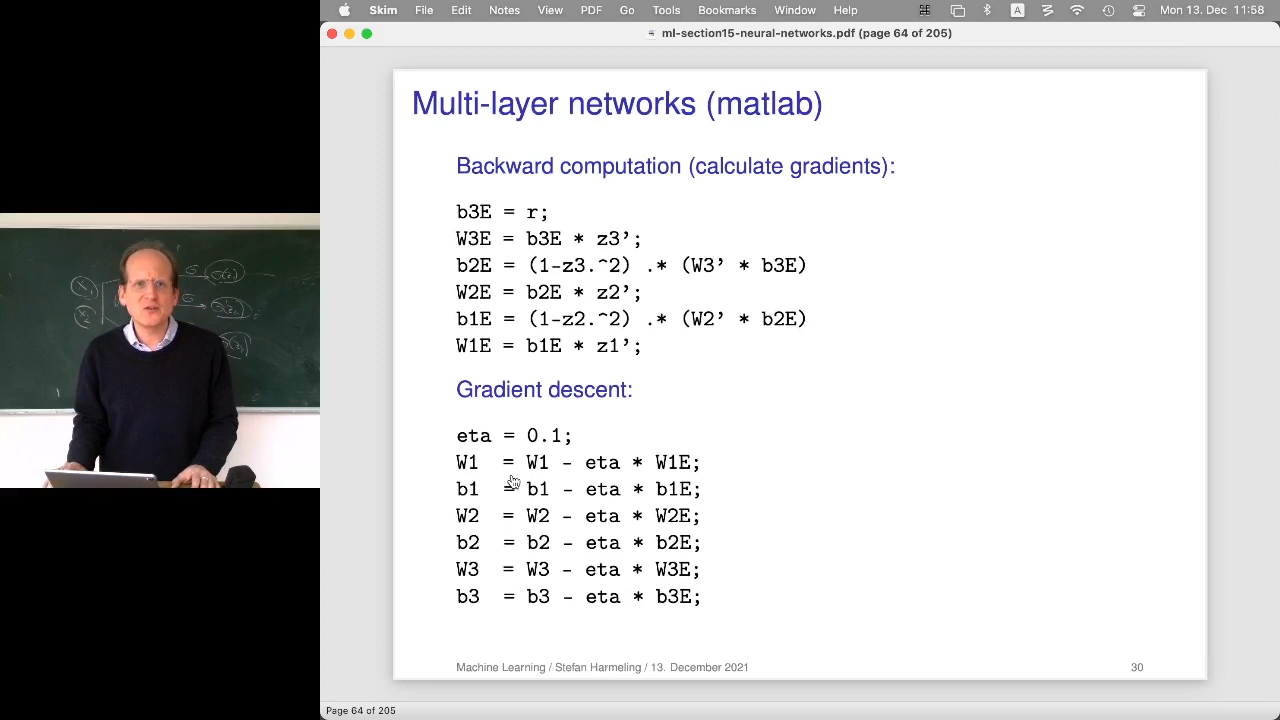 Skim File Edit Notes View PDF Go Tools Bookmarks Window Help A Mon 13. Dec 11:58
ml-section15-neural-networks.pdf (page 64 of 205)
Multi-layer networks (matlab)
Backward computation (calculate gradients):
b3E = r;
W3E = b3E * z3’;
b2E = (1-z3.^2) .* (W3’ * b3E)
W2E = b2E * z2’;
b1E = (1-z2.^2) .* (W2’ * b2E)
W1E = b1E * z1’;
Gradient descent:
eta = 0.1;
W1 = W1 - eta * W1E;
b1 = b1 - eta * b1E;
W2 = W2 - eta * W2E;
b2 = b2 - eta * b2E;
W3 = W3 - eta * W3E;
b3 = b3 - eta * b3E;
Machine Learning / Stefan Harmeling / 13. December 2021 30
Page 64 of 205